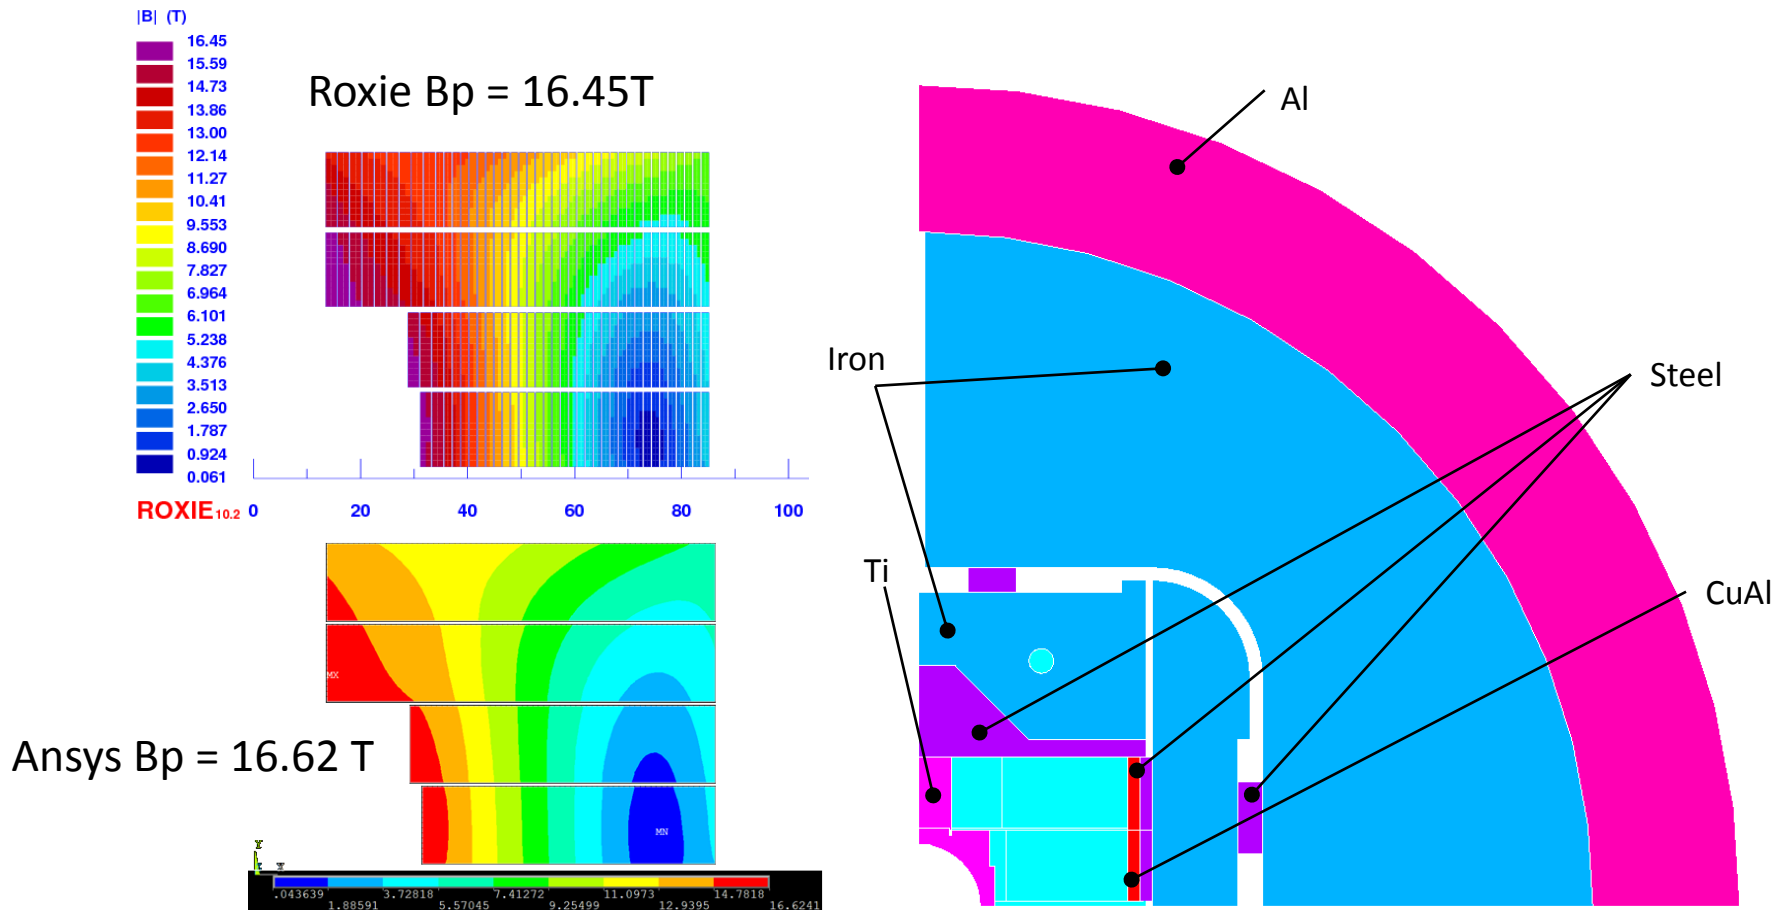 |B| (T)
16.45
15.59
14.73
13.86
13.00
12.14
11.27
10.41
9.553
8.690
7.827
6.964
6.101
5.238
4.376
3.513
2.650
1.787
0.924
0.061
Roxie Bp = 16.45T
ROXIE10.2
0 20 40 60 80 100
Ansys Bp = 16.62 T
MX
MN
Y
.043639 3.72818 7.41272 11.0973 14.7818
1.88591 5.57045 9.25499 12.9395 16.6241
Al
Iron
Steel
Ti
CuAl